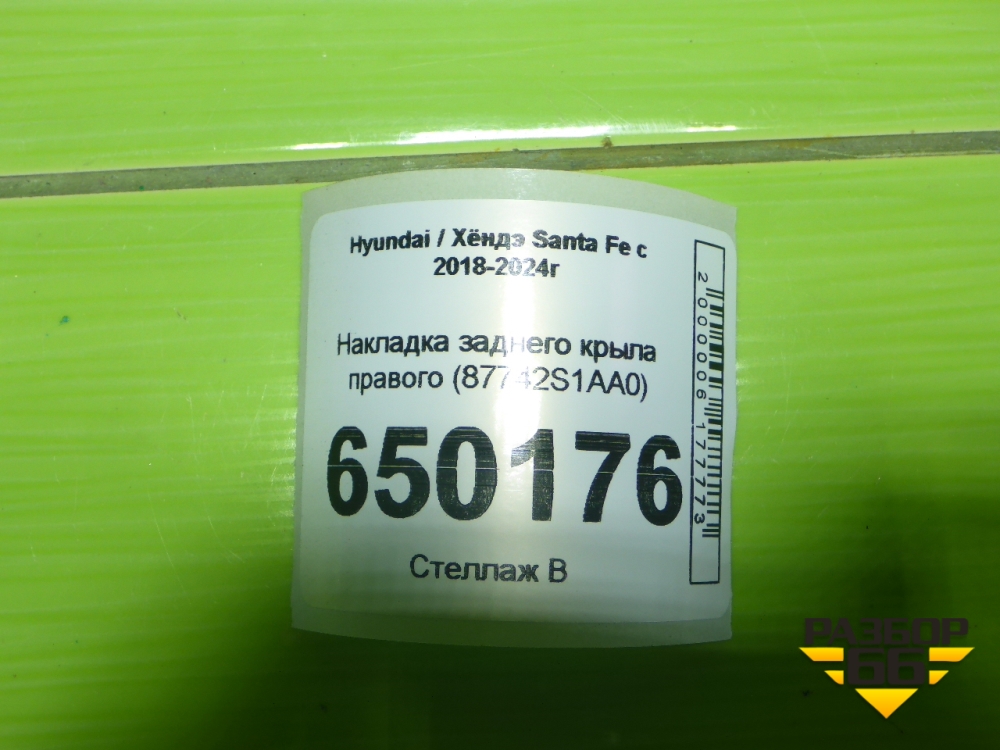 Hyundai / Хёндэ Santa Fe с
2018-2024г
Накладка заднего крыла
правого (87742S1AA0)
650176
Стеллаж В
2000006177773
РАЗБОР
66